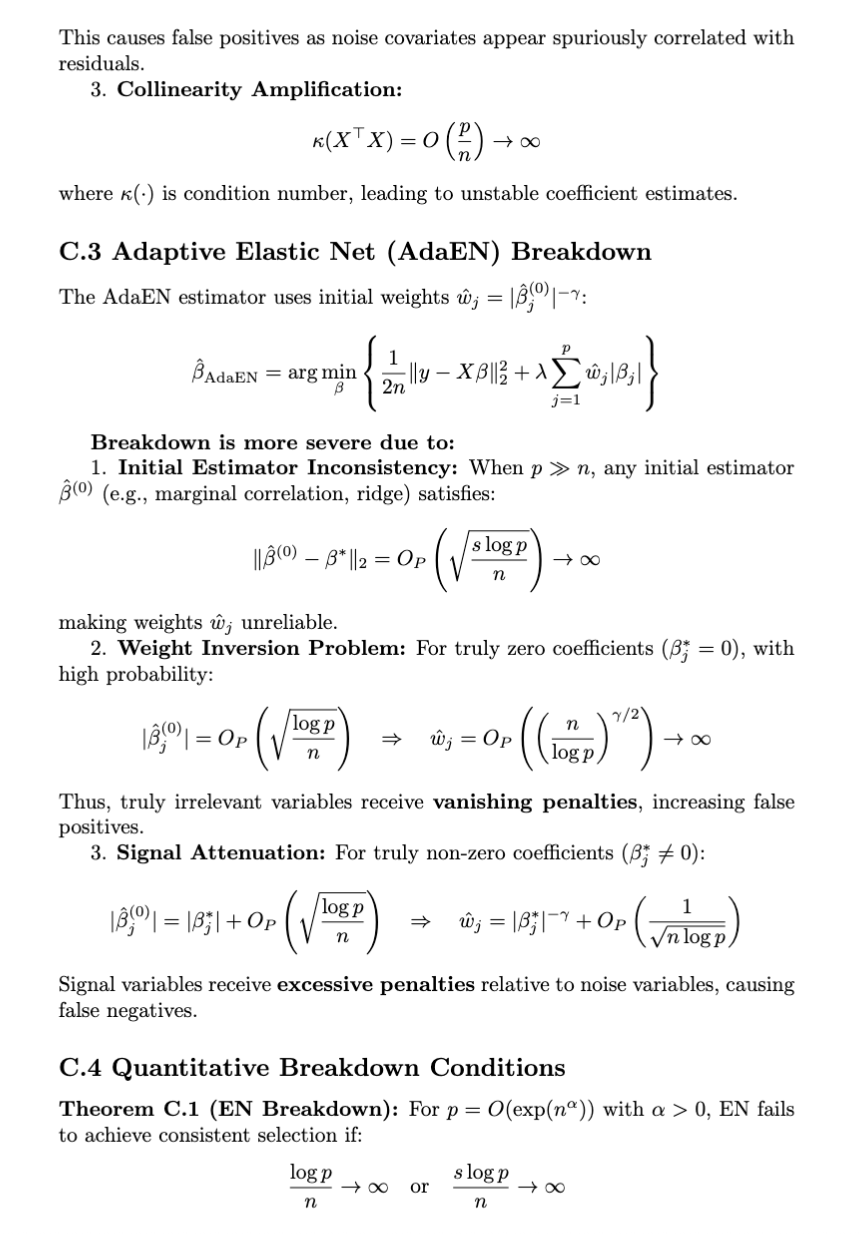 This causes false positives as noise covariates appear spuriously correlated with
residuals.
3. Collinearity Amplification:
κ(X⊤X) = O(p/n) → ∞
where κ(·) is condition number, leading to unstable coefficient estimates.
C.3 Adaptive Elastic Net (AdaEN) Breakdown
The AdaEN estimator uses initial weights ŵ_j = |β̂_j^(0)|^−γ:
β̂_AdaEN = arg min_β { 1/2n ‖y − Xβ‖_2^2 + λ ∑_{j=1}^p ŵ_j|β_j| }
Breakdown is more severe due to:
1. Initial Estimator Inconsistency: When p ≫ n, any initial estimator
β̂^(0) (e.g., marginal correlation, ridge) satisfies:
‖β̂^(0) − β*‖_2 = O_P(√(s log p / n)) → ∞
making weights ŵ_j unreliable.
2. Weight Inversion Problem: For truly zero coefficients (β_j^* = 0), with
high probability:
|β̂_j^(0)| = O_P(√(log p / n)) ⇒ ŵ_j = O_P((n / log p)^{γ/2}) → ∞
Thus, truly irrelevant variables receive vanishing penalties, increasing false
positives.
3. Signal Attenuation: For truly non-zero coefficients (β_j^* ≠ 0):
|β̂_j^(0)| = |β_j^*| + O_P(√(log p / n)) ⇒ ŵ_j = |β_j^*|^−γ + O_P(1 / √(n log p))
Signal variables receive excessive penalties relative to noise variables, causing
false negatives.
C.4 Quantitative Breakdown Conditions
Theorem C.1 (EN Breakdown): For p = O(exp(n^α)) with α > 0, EN fails
to achieve consistent selection if:
log p / n → ∞ or s log p / n → ∞